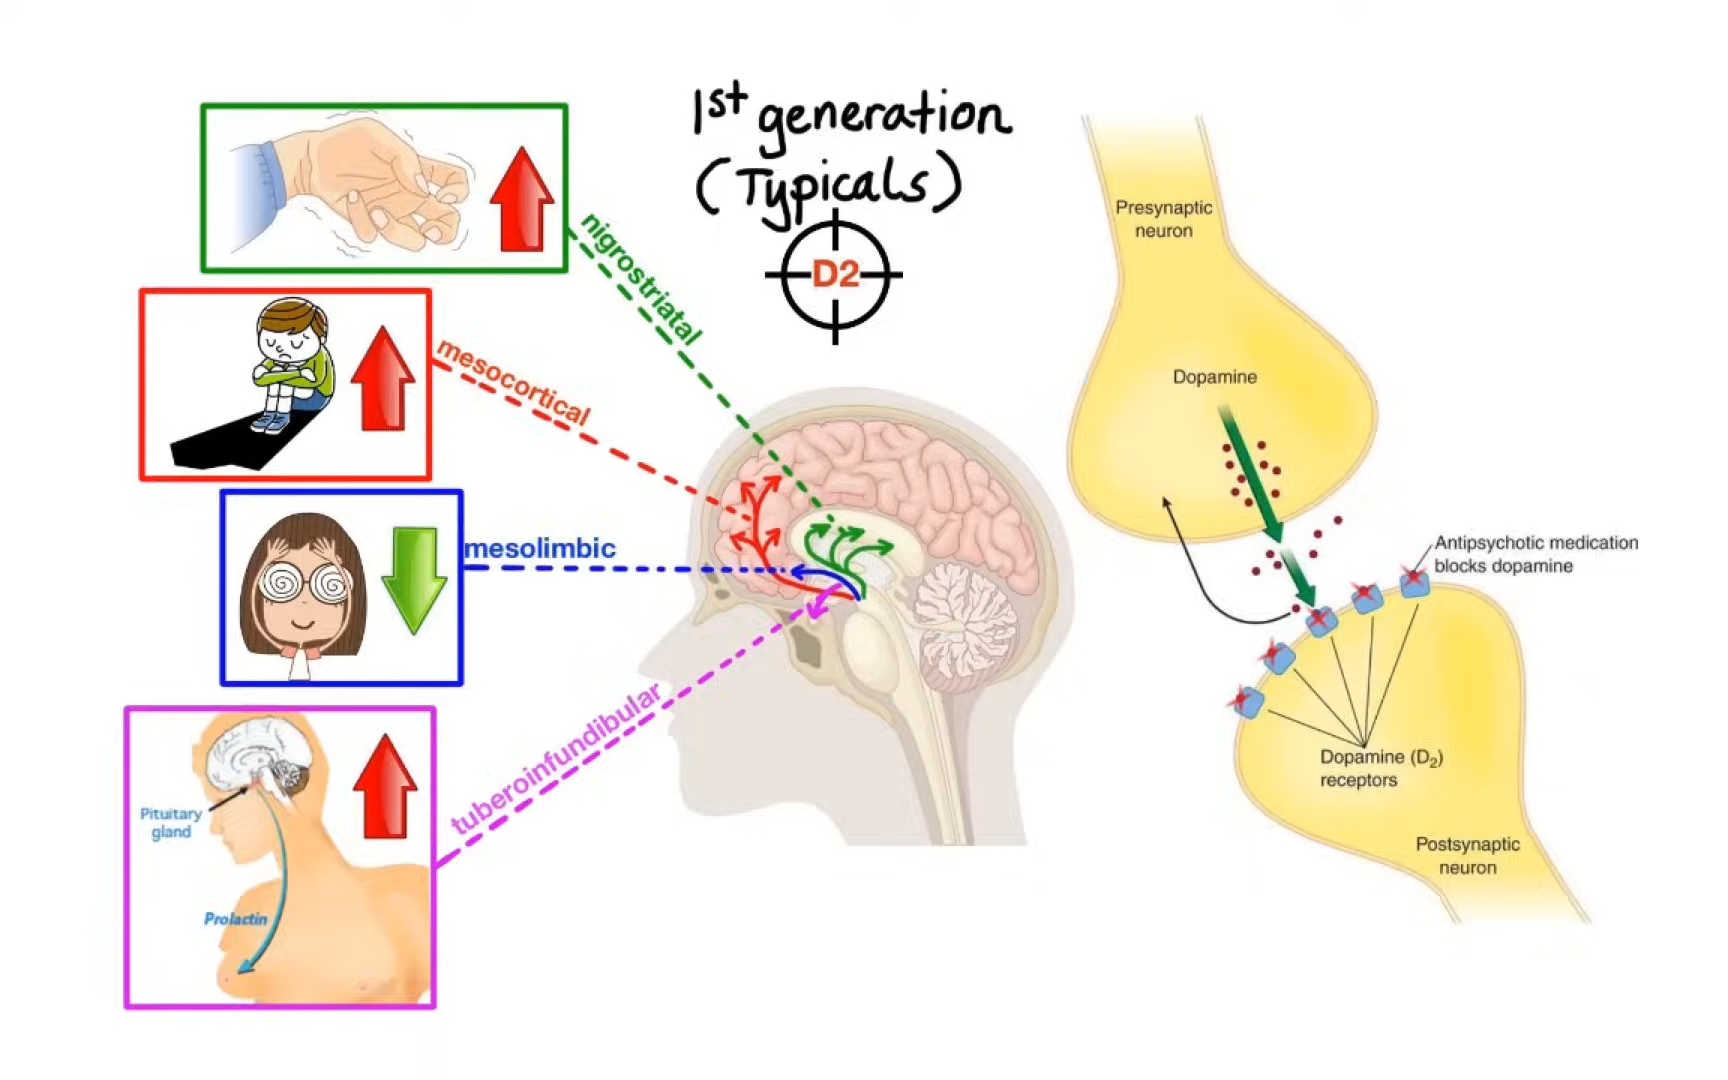 1st generation
(Typicals)
D2
nigrostriatal
mesocortical
mesolimbic
tuberoinfundibular
Pituitary
gland
Prolactin
Presynaptic
neuron
Dopamine
Antipsychotic medication
blocks dopamine
Dopamine (D₂)
receptors
Postsynaptic
neuron